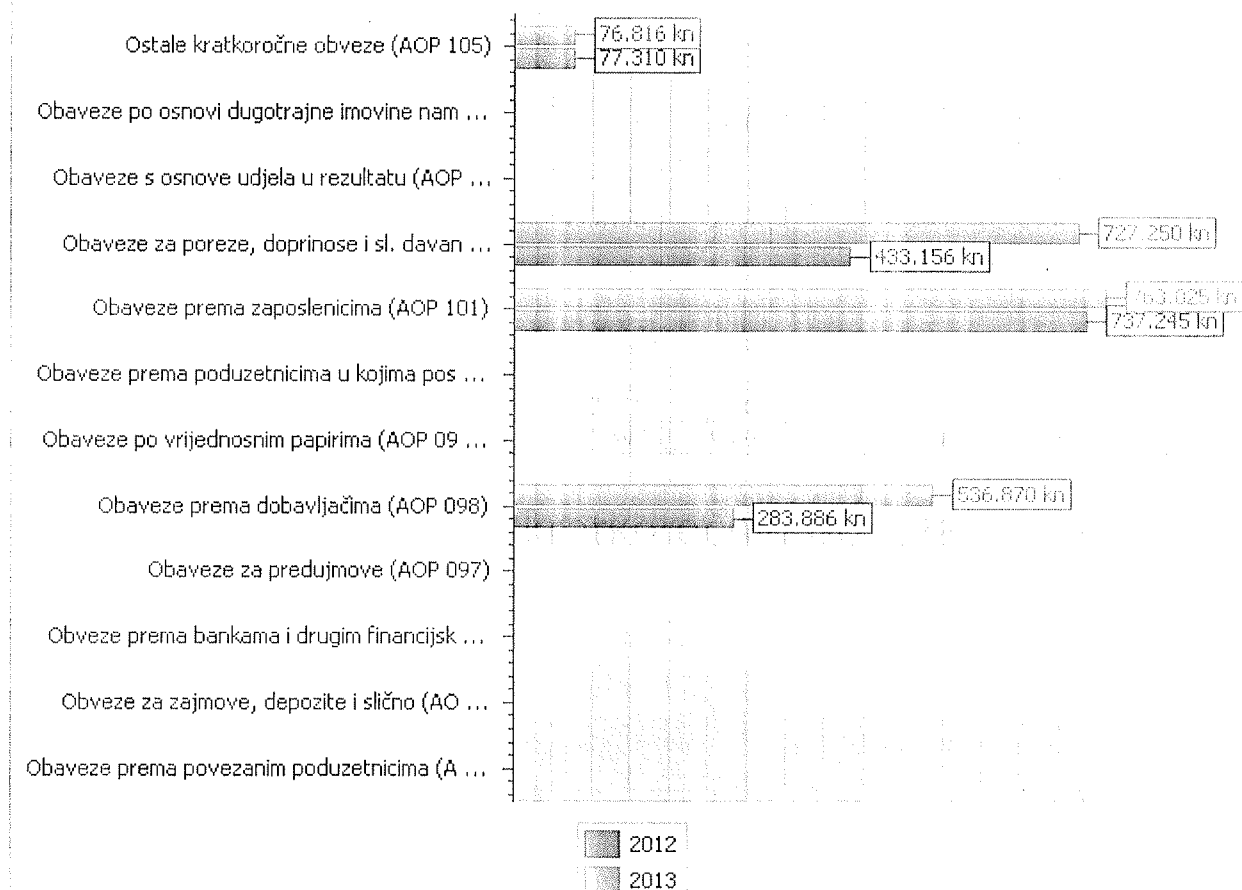 Ostale kratkoročne obveze (AOP 105)
76.816 kn
77.310 kn
Obaveze po osnovi dugotrajne imovine nam ...
Obaveze s osnove udjela u rezultatu (AOP ...
Obaveze za poreze, doprinose i sl. davan ...
727.250 kn
433.156 kn
Obaveze prema zaposlenicima (AOP 101)
763.025 kn
737.245 kn
Obaveze prema poduzetnicima u kojima pos ...
Obaveze po vrijednosnim papirima (AOP 09 ...
Obaveze prema dobavljačima (AOP 098)
536.870 kn
283.886 kn
Obaveze za predujmove (AOP 097)
Obveze prema bankama i drugim financijsk ...
Obveze za zajmove, depozite i slično (AO ...
Obaveze prema povezanim poduzetnicima (A ...
2012
2013